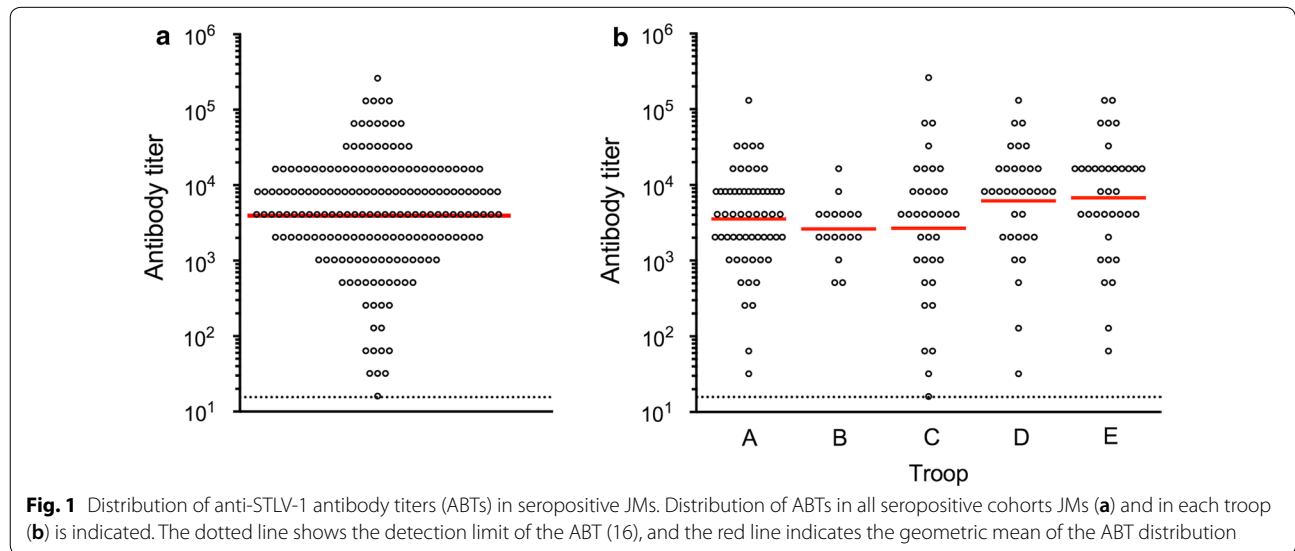 a
Antibody titer
10⁶
10⁵
10⁴
10³
10²
10¹
b
Antibody titer
10⁶
10⁵
10⁴
10³
10²
10¹
A B C D E
Troop
Fig. 1 Distribution of anti-STLV-1 antibody titers (ABTs) in seropositive JMs. Distribution of ABTs in all seropositive cohorts JMs (a) and in each troop
(b) is indicated. The dotted line shows the detection limit of the ABT (16), and the red line indicates the geometric mean of the ABT distribution